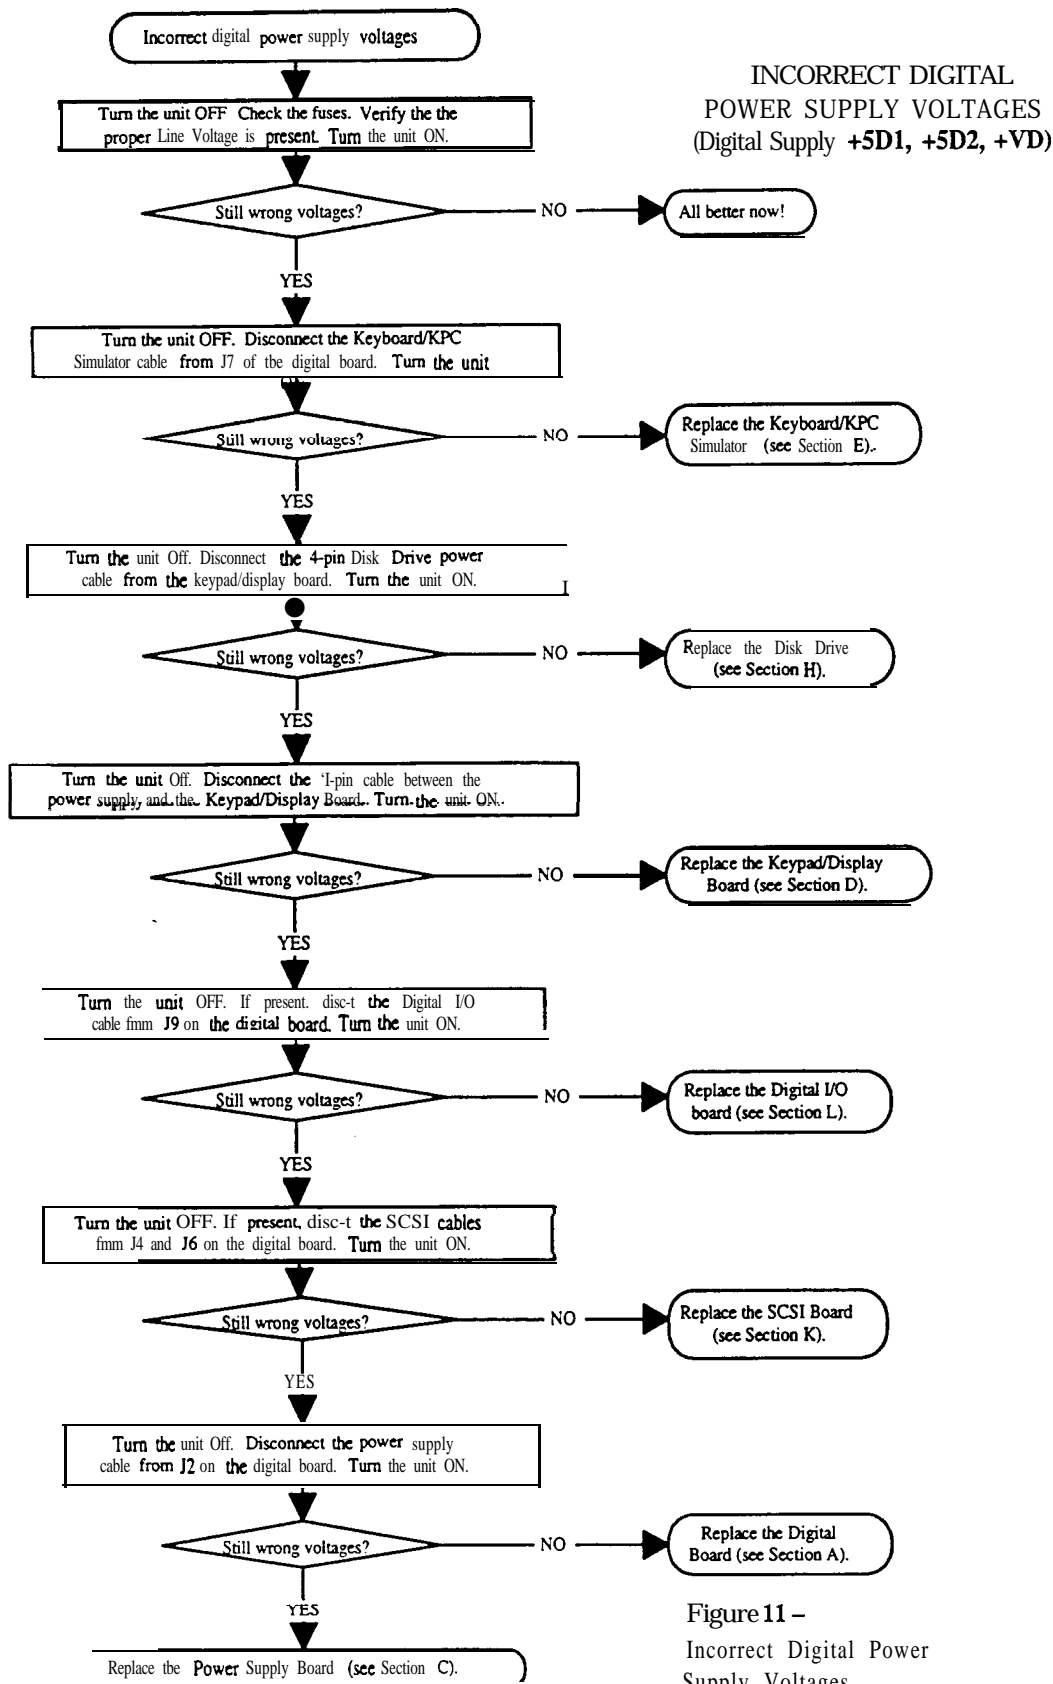 Incorrect digital power supply voltages
INCORRECT DIGITAL
POWER SUPPLY VOLTAGES
(Digital Supply +5D1, +5D2, +VD)
Turn the unit OFF Check the fuses. Verify the the
proper Line Voltage is present. Turn the unit ON.
Still wrong voltages?
NO
All better now!
YES
Turn the unit OFF. Disconnect the Keyboard/KPC
Simulator cable from J7 of tbe digital board. Turn the unit
Still wrong voltages?
NO
Replace the Keyboard/KPC
Simulator (see Section E).
YES
Turn the unit Off. Disconnect the 4-pin Disk Drive power
cable from the keypad/display board. Turn the unit ON.
Still wrong voltages?
NO
Replace the Disk Drive
(see Section H).
YES
Turn the unit Off. Disconnect the 'I-pin cable between the
power supply and the Keypad/Display Board. Turn the unit ON.
Still wrong voltages?
NO
Replace the Keypad/Display
Board (see Section D).
YES
Turn the unit OFF. If present. disc-t the Digital I/O
cable fmm J9 on the digital board. Turn the unit ON.
Still wrong voltages?
NO
Replace the Digital I/O
board (see Section L).
YES
Turn the unit OFF. If present, disc-t the SCSI cables
fmm J4 and J6 on the digital board. Turn the unit ON.
Still wrong voltages?
NO
Replace the SCSI Board
(see Section K).
YES
Turn the unit Off. Disconnect the power supply
cable from J2 on the digital board. Turn the unit ON.
Still wrong voltages?
NO
Replace the Digital
Board (see Section A).
YES
Replace tbe Power Supply Board (see Section C).
Figure 11 –
Incorrect Digital Power
Supply Voltages